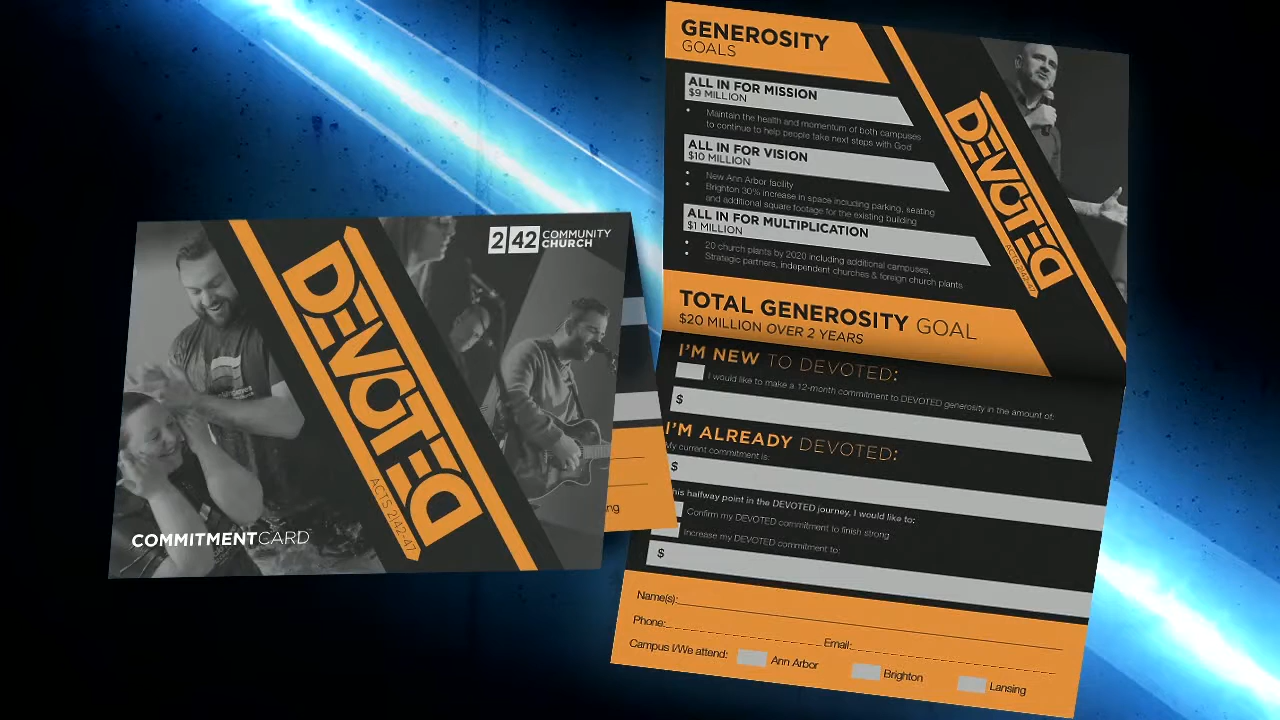 2|42 COMMUNITY
CHURCH
DEVOTED
ACTS 2|42-47
COMMITMENTCARD
ng
GENEROSITY
GOALS
ALL IN FOR MISSION
$9 MILLION
• Maintain the health and momentum of both campuses
to continue to help people take next steps with God
ALL IN FOR VISION
$10 MILLION
• New Ann Arbor facility
• Brighton 30% increase in space including parking, seating
and additional square footage for the existing building
ALL IN FOR MULTIPLICATION
$1 MILLION
• 20 church plants by 2020 including additional campuses,
• Strategic partners, independent churches & foreign church plants
DEVOTED
ACTS 2|42-47
TOTAL GENEROSITY GOAL
$20 MILLION OVER 2 YEARS
I'M NEW TO DEVOTED:
I would like to make a 12-month commitment to DEVOTED generosity in the amount of:
$
I'M ALREADY DEVOTED:
My current commitment is:
$
his halfway point in the DEVOTED journey, I would like to:
Confirm my DEVOTED commitment to finish strong
Increase my DEVOTED commitment to:
$
Name(s):
Phone: Email:
Campus I/We attend: Ann Arbor Brighton Lansing